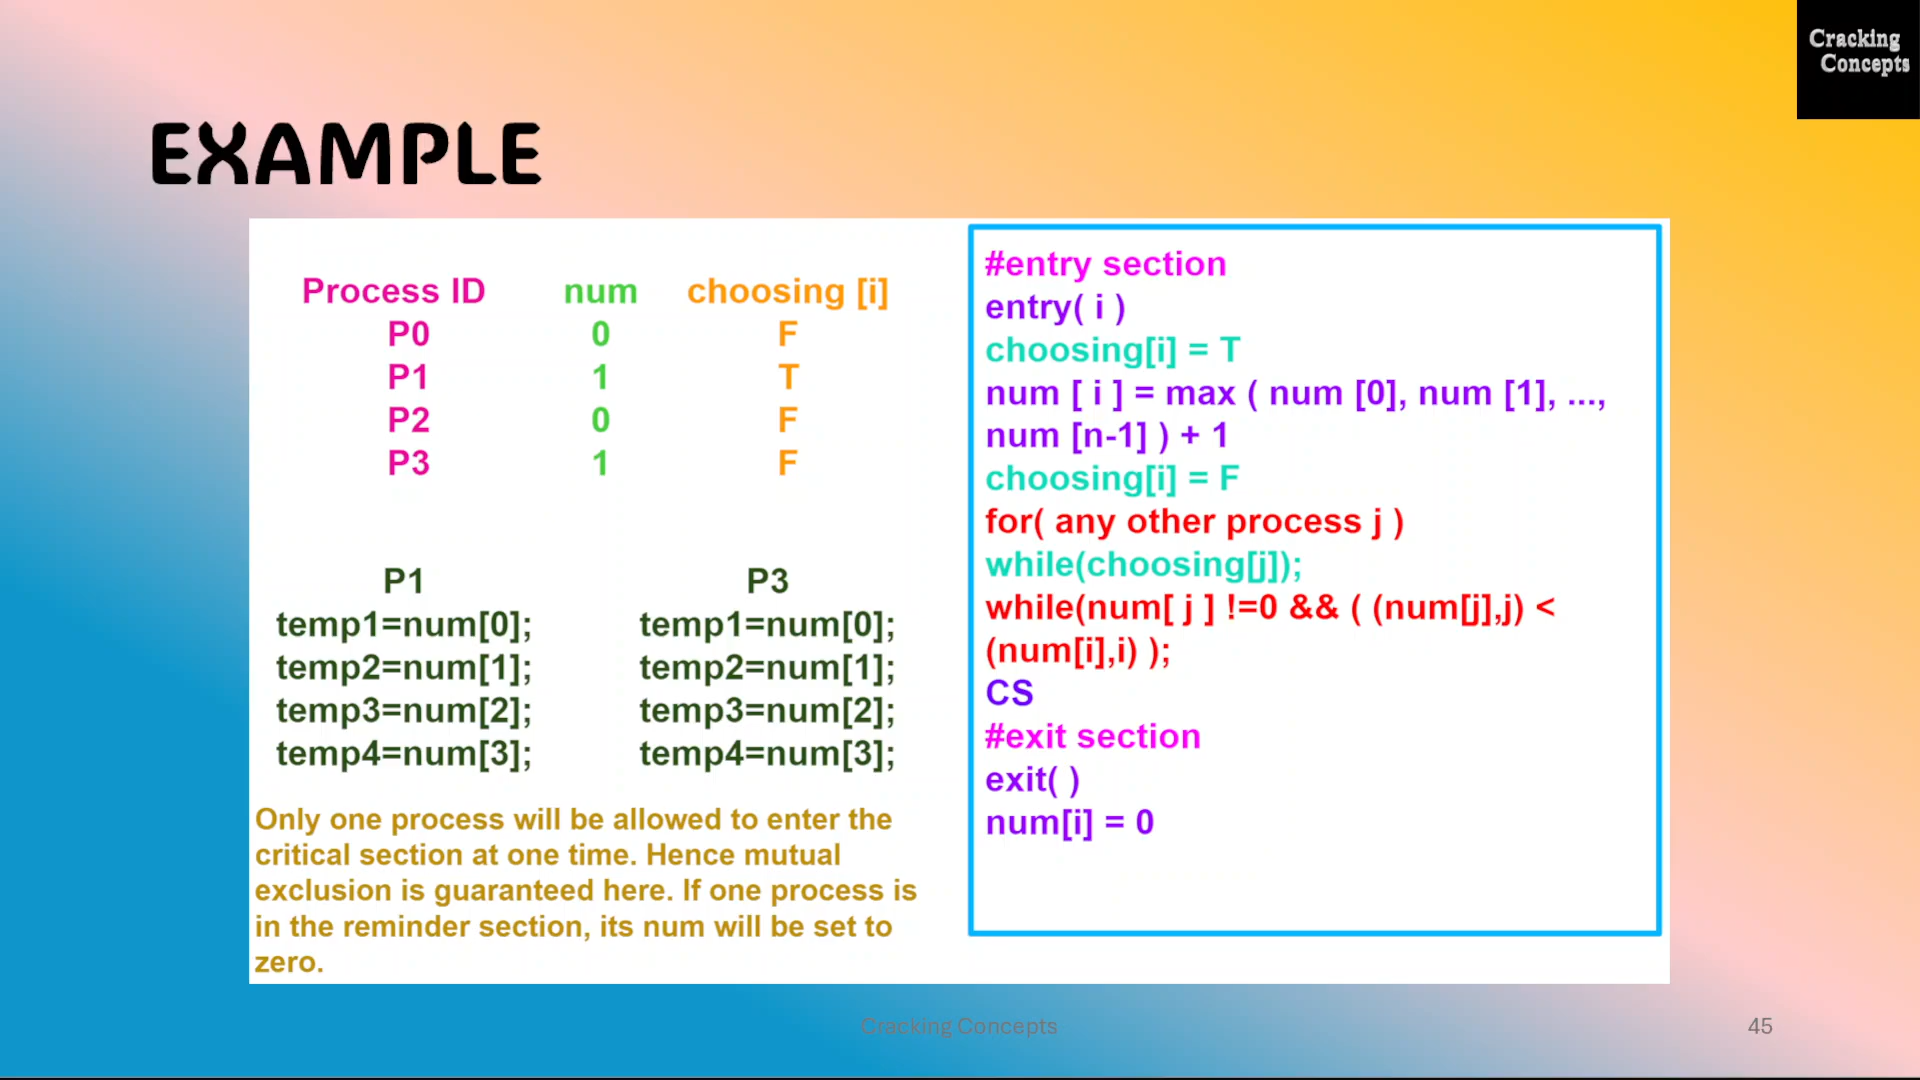 Cracking
Concepts
EXAMPLE
Process ID num choosing [i]
P0 0 F
P1 1 T
P2 0 F
P3 1 F
P1 P3
temp1=num[0]; temp1=num[0];
temp2=num[1]; temp2=num[1];
temp3=num[2]; temp3=num[2];
temp4=num[3]; temp4=num[3];
Only one process will be allowed to enter the
critical section at one time. Hence mutual
exclusion is guaranteed here. If one process is
in the reminder section, its num will be set to
zero.
#entry section
entry( i )
choosing[i] = T
num [ i ] = max ( num [0], num [1], ...,
num [n-1] ) + 1
choosing[i] = F
for( any other process j )
while(choosing[j]);
while(num[ j ] !=0 && ( (num[j],j) <
(num[i],i) );
CS
#exit section
exit( )
num[i] = 0
Cracking Concepts
45